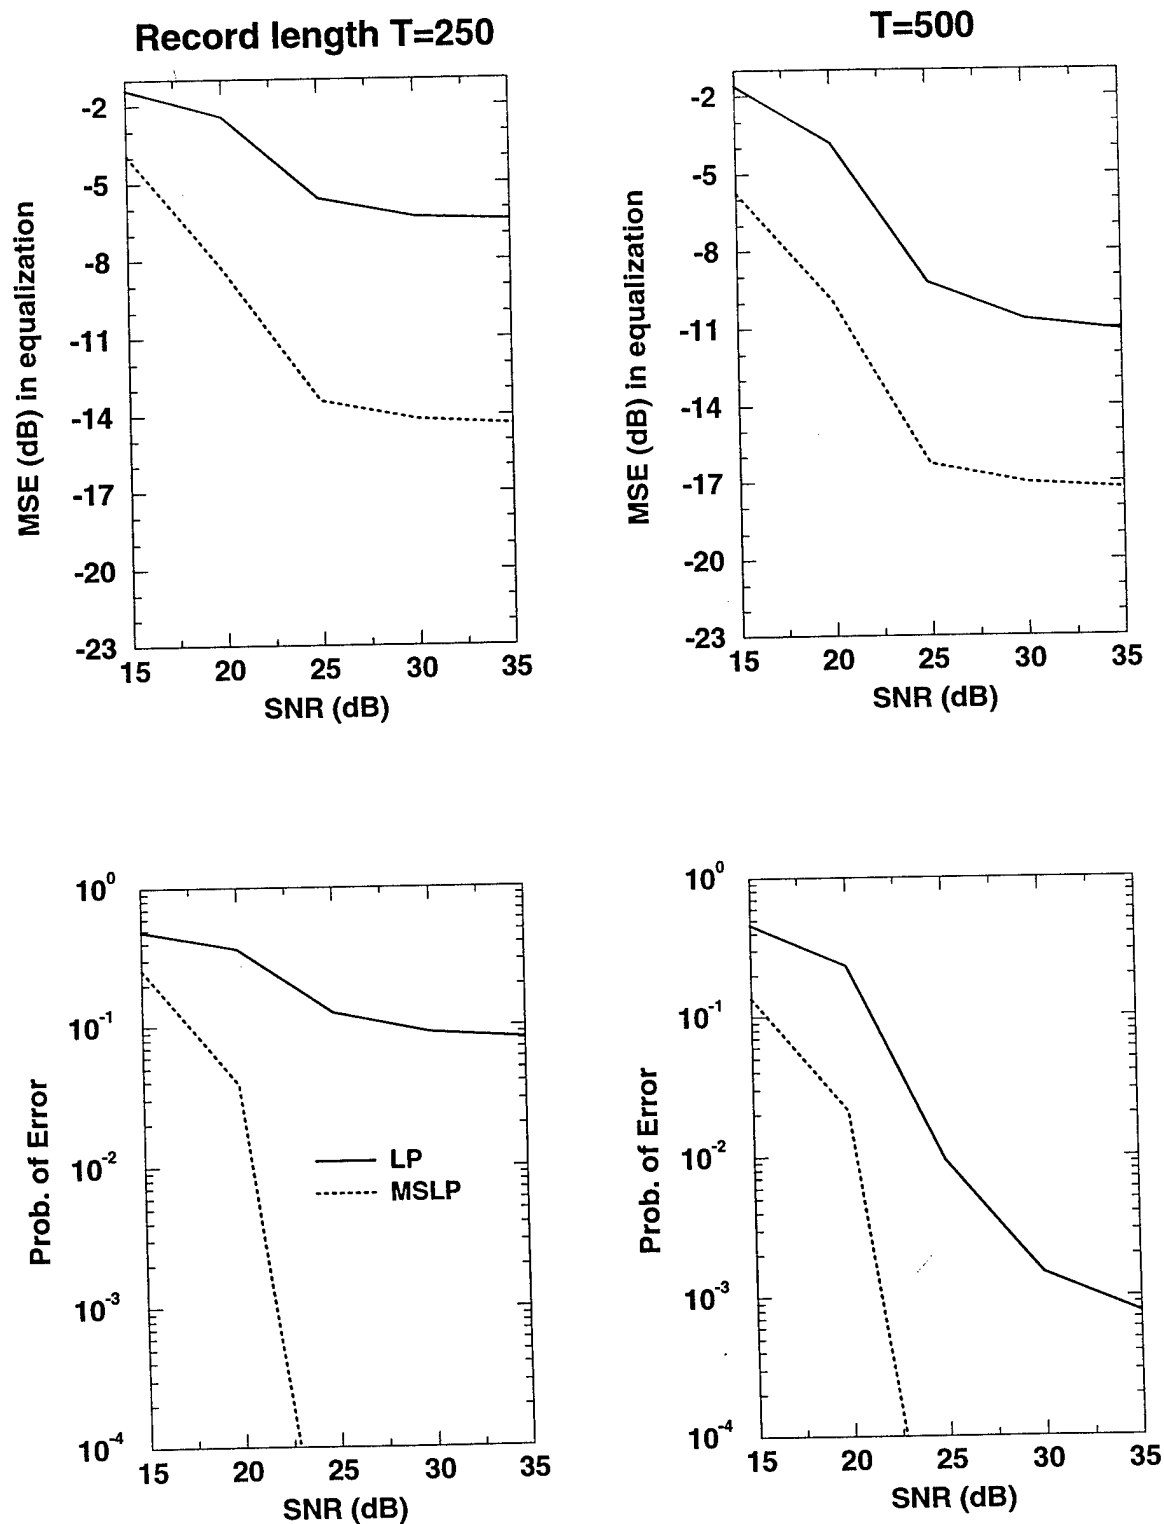 Record length T=250
T=500
MSE (dB) in equalization
-2
-5
-8
-11
-14
-17
-20
-23
15 20 25 30 35
SNR (dB)
MSE (dB) in equalization
-2
-5
-8
-11
-14
-17
-20
-23
15 20 25 30 35
SNR (dB)
Prob. of Error
10^0
10^-1
10^-2
10^-3
10^-4
LP
MSLP
15 20 25 30 35
SNR (dB)
Prob. of Error
10^0
10^-1
10^-2
10^-3
10^-4
15 20 25 30 35
SNR (dB)